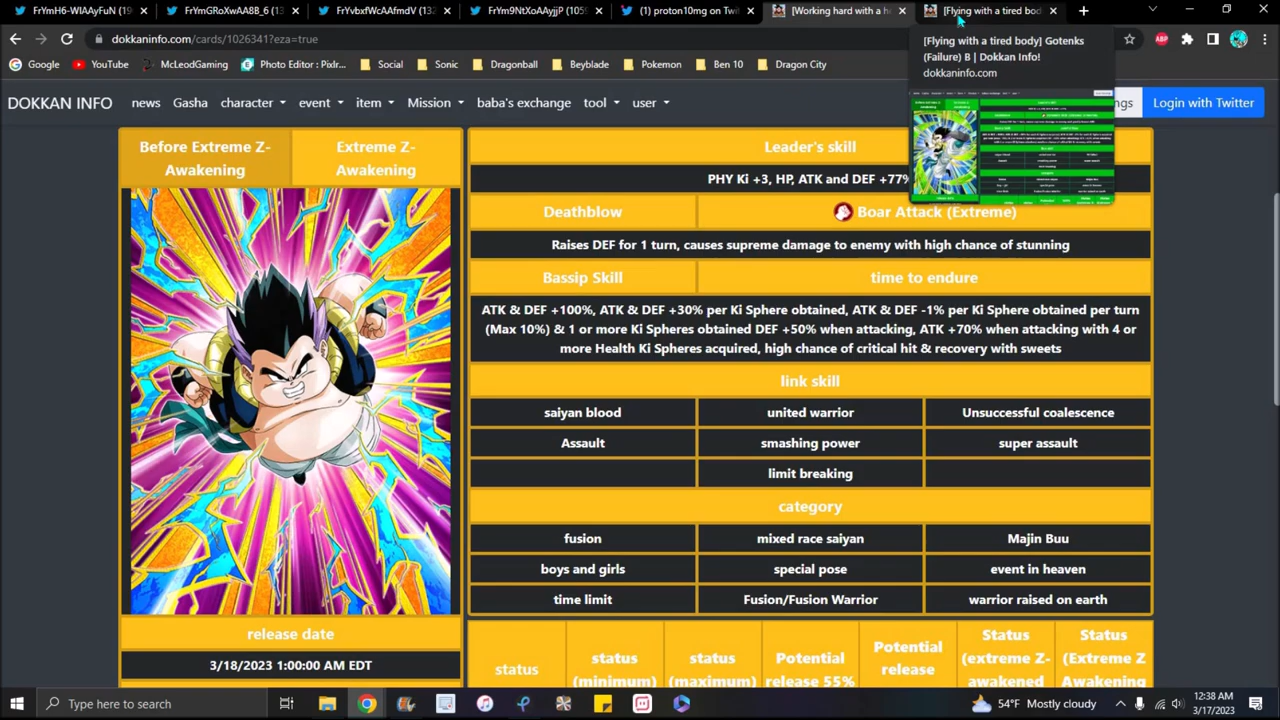 FrYmH6-WIAAyFuN (19
FrYmGRoXwAA8B_6 (13
FrYvbxfWcAAfmdV (132
FrYm9NtXoAAyjjP (1059
(1) proton10mg on Twit
[Working hard with a he
[Flying with a tired bod
dokkaninfo.com/cards/1026341?eza=true
[Flying with a tired body] Gotenks
(Failure) B | Dokkan Info!
dokkaninfo.com
Google
YouTube
McLeodGaming
Photo Editor : Pixlr...
Social
Sonic
Dragonball
Beyblade
Pokemon
Ben 10
Dragon City
DOKKAN INFO
news
Gasha
event
item
Mission
baba's exchange
tool
user
Login with Twitter
Before Extreme Z-
Awakening
Extreme Z-
Awakening
Leader's skill
PHY Ki +3, HP, ATK and DEF +77%
Deathblow
Boar Attack (Extreme)
Raises DEF for 1 turn, causes supreme damage to enemy with high chance of stunning
Bassip Skill
time to endure
ATK & DEF +100%, ATK & DEF +30% per Ki Sphere obtained, ATK & DEF -1% per Ki Sphere obtained per turn
(Max 10%) & 1 or more Ki Spheres obtained DEF +50% when attacking, ATK +70% when attacking with 4 or
more Health Ki Spheres acquired, high chance of critical hit & recovery with sweets
link skill
saiyan blood
united warrior
Unsuccessful coalescence
Assault
smashing power
super assault
limit breaking
category
fusion
mixed race saiyan
Majin Buu
boys and girls
special pose
event in heaven
time limit
Fusion/Fusion Warrior
warrior raised on earth
release date
3/18/2023 1:00:00 AM EDT
status
status
(minimum)
status
(maximum)
Potential
release 55%
Potential
release
Status
(extreme Z-
awakened
Status
(Extreme Z
Awakening
Type here to search
54°F Mostly cloudy
12:38 AM
3/17/2023